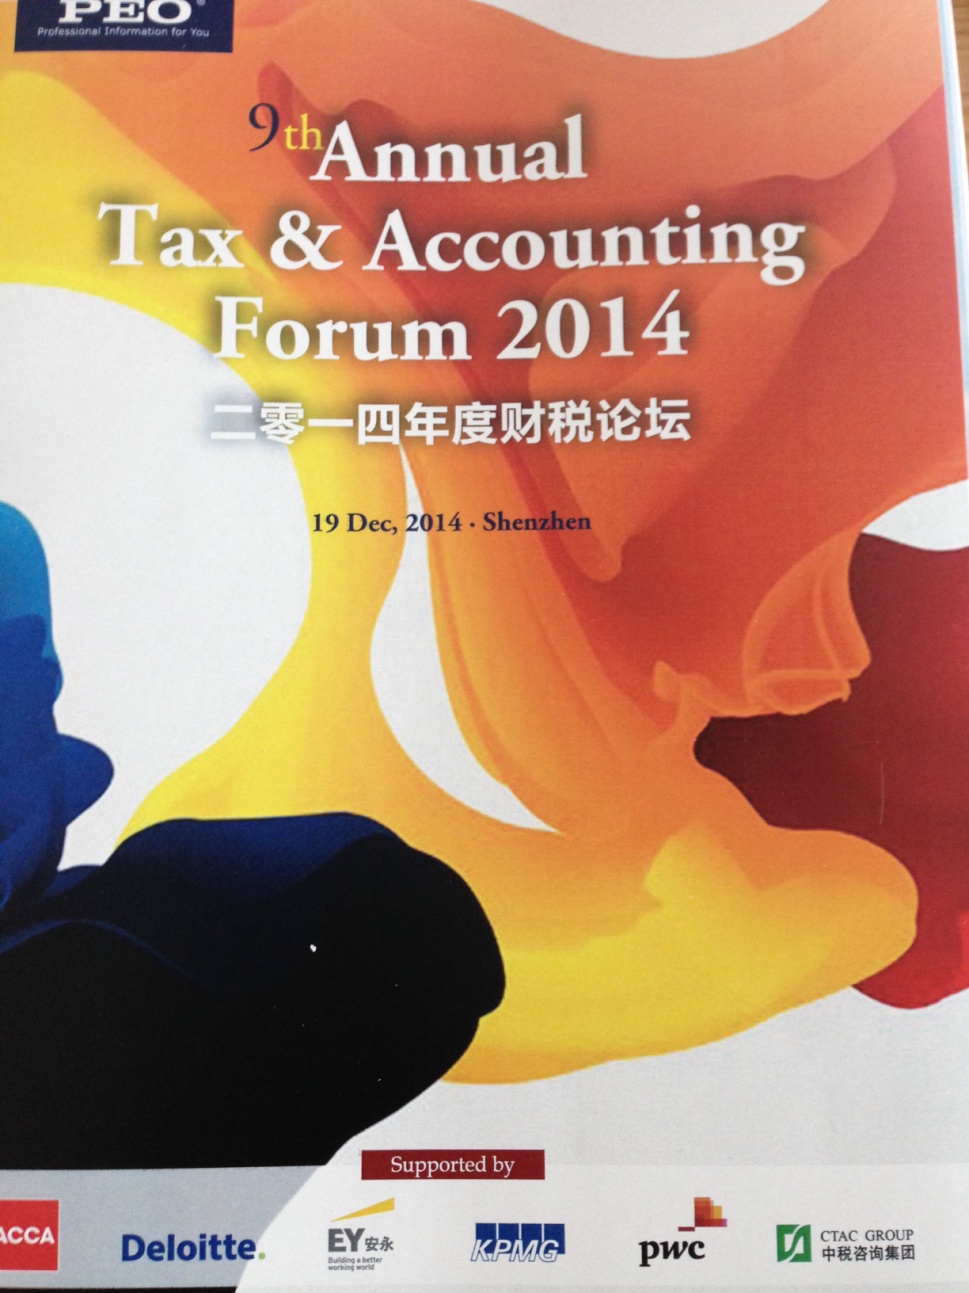 PEO®
Professional Information for You
9th Annual
Tax & Accounting
Forum 2014
二零一四年度财税论坛
19 Dec, 2014 · Shenzhen
Supported by
ACCA
Deloitte.
EY安永
Building a better
working world
KPMG
pwc
CTAC GROUP
中税咨询集团